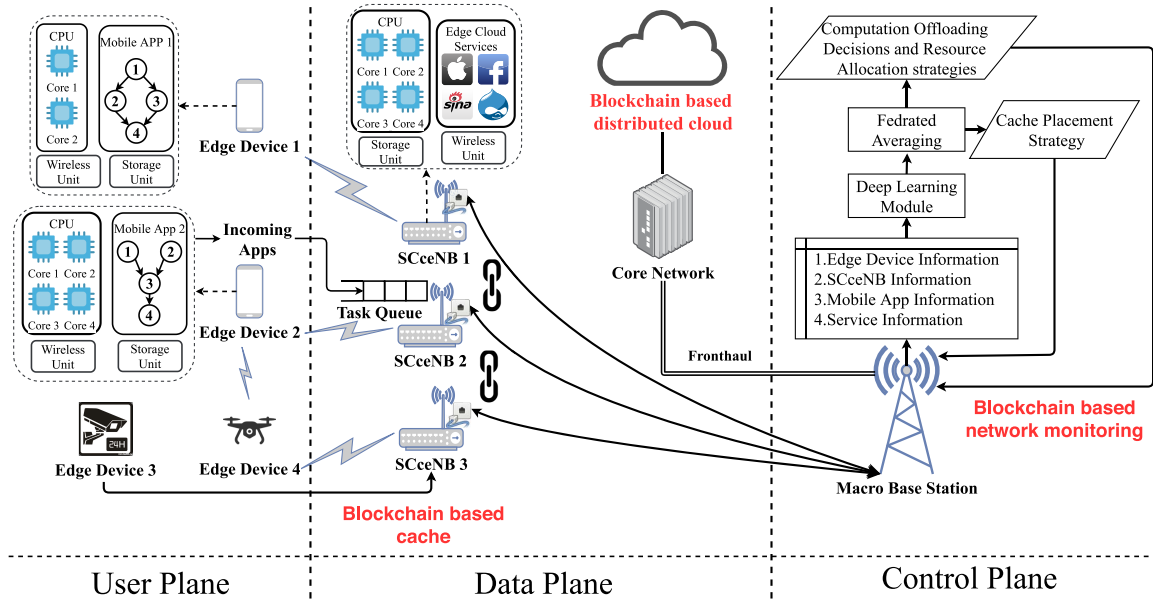 CPU
Core 1
Core 2
Mobile APP 1
1
2
3
4
Wireless
Unit
Storage
Unit
Edge Device 1
CPU
Core 1
Core 2
Core 3
Core 4
Mobile App 2
1
2
3
4
Wireless
Unit
Storage
Unit
Incoming
Apps
Edge Device 2
24H
Edge Device 3
Edge Device 4
CPU
Core 1
Core 2
Core 3
Core 4
Edge Cloud
Services
f
sina
Storage
Unit
Wireless
Unit
SCceNB 1
Task Queue
SCceNB 2
SCceNB 3
Blockchain based
cache
Blockchain based
distributed cloud
Core Network
Fronthaul
Computation Offloading
Decisions and Resource
Allocation strategies
Fedrated
Averaging
Cache Placement
Strategy
Deep Learning
Module
1.Edge Device Information
2.SCceNB Information
3.Mobile App Information
4.Service Information
Blockchain based
network monitoring
Macro Base Station
User Plane
Data Plane
Control Plane